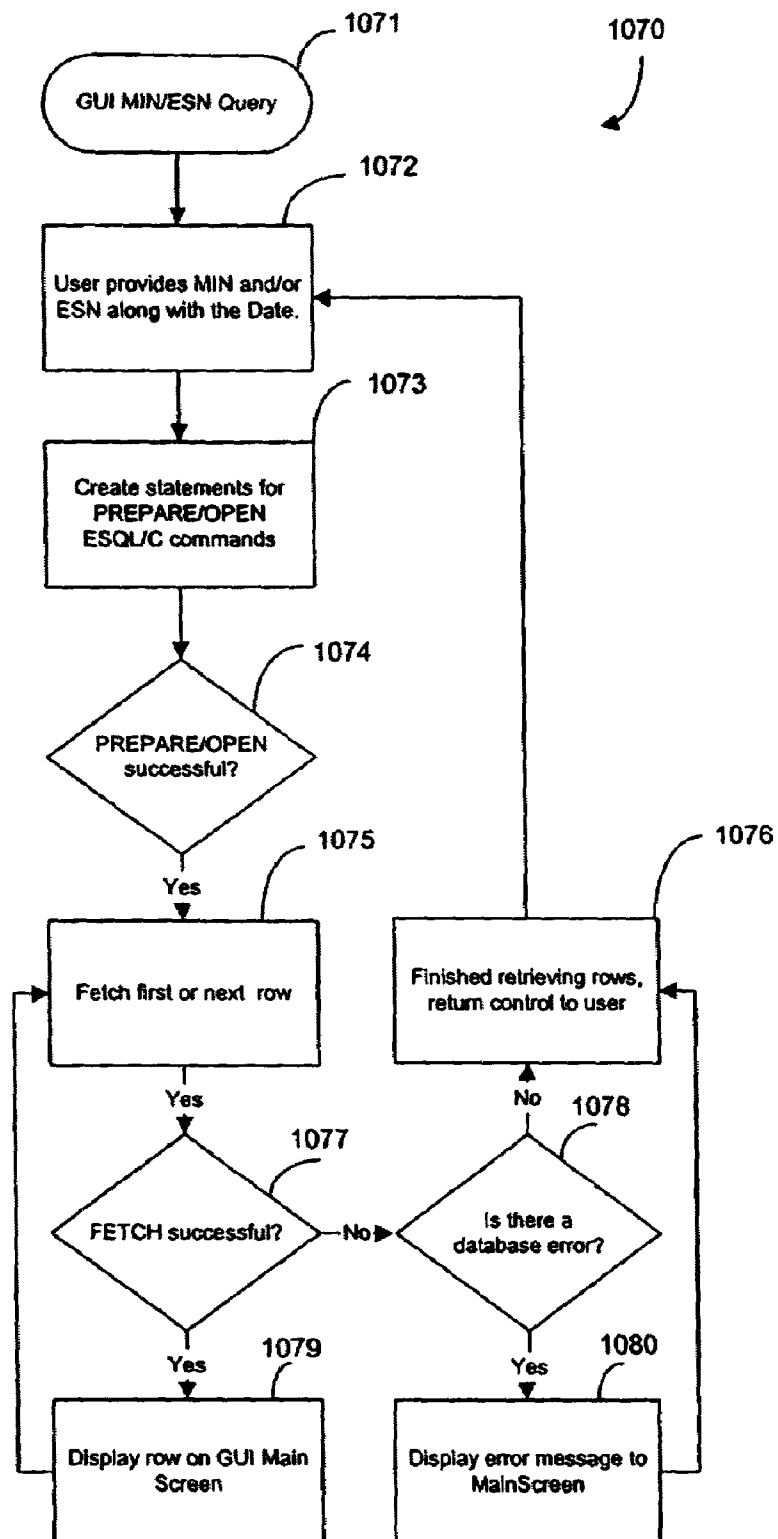 1071
1070
GUI MIN/ESN Query
1072
User provides MIN and/or
ESN along with the Date.
1073
Create statements for
PREPARE/OPEN
ESQL/C commands
1074
PREPARE/OPEN
successful?
Yes
1075
Fetch first or next row
1076
Finished retrieving rows,
return control to user
Yes
No
1077
FETCH successful?
No
1078
Is there a
database error?
Yes
1079
Display row on GUI Main
Screen
Yes
1080
Display error message to
MainScreen